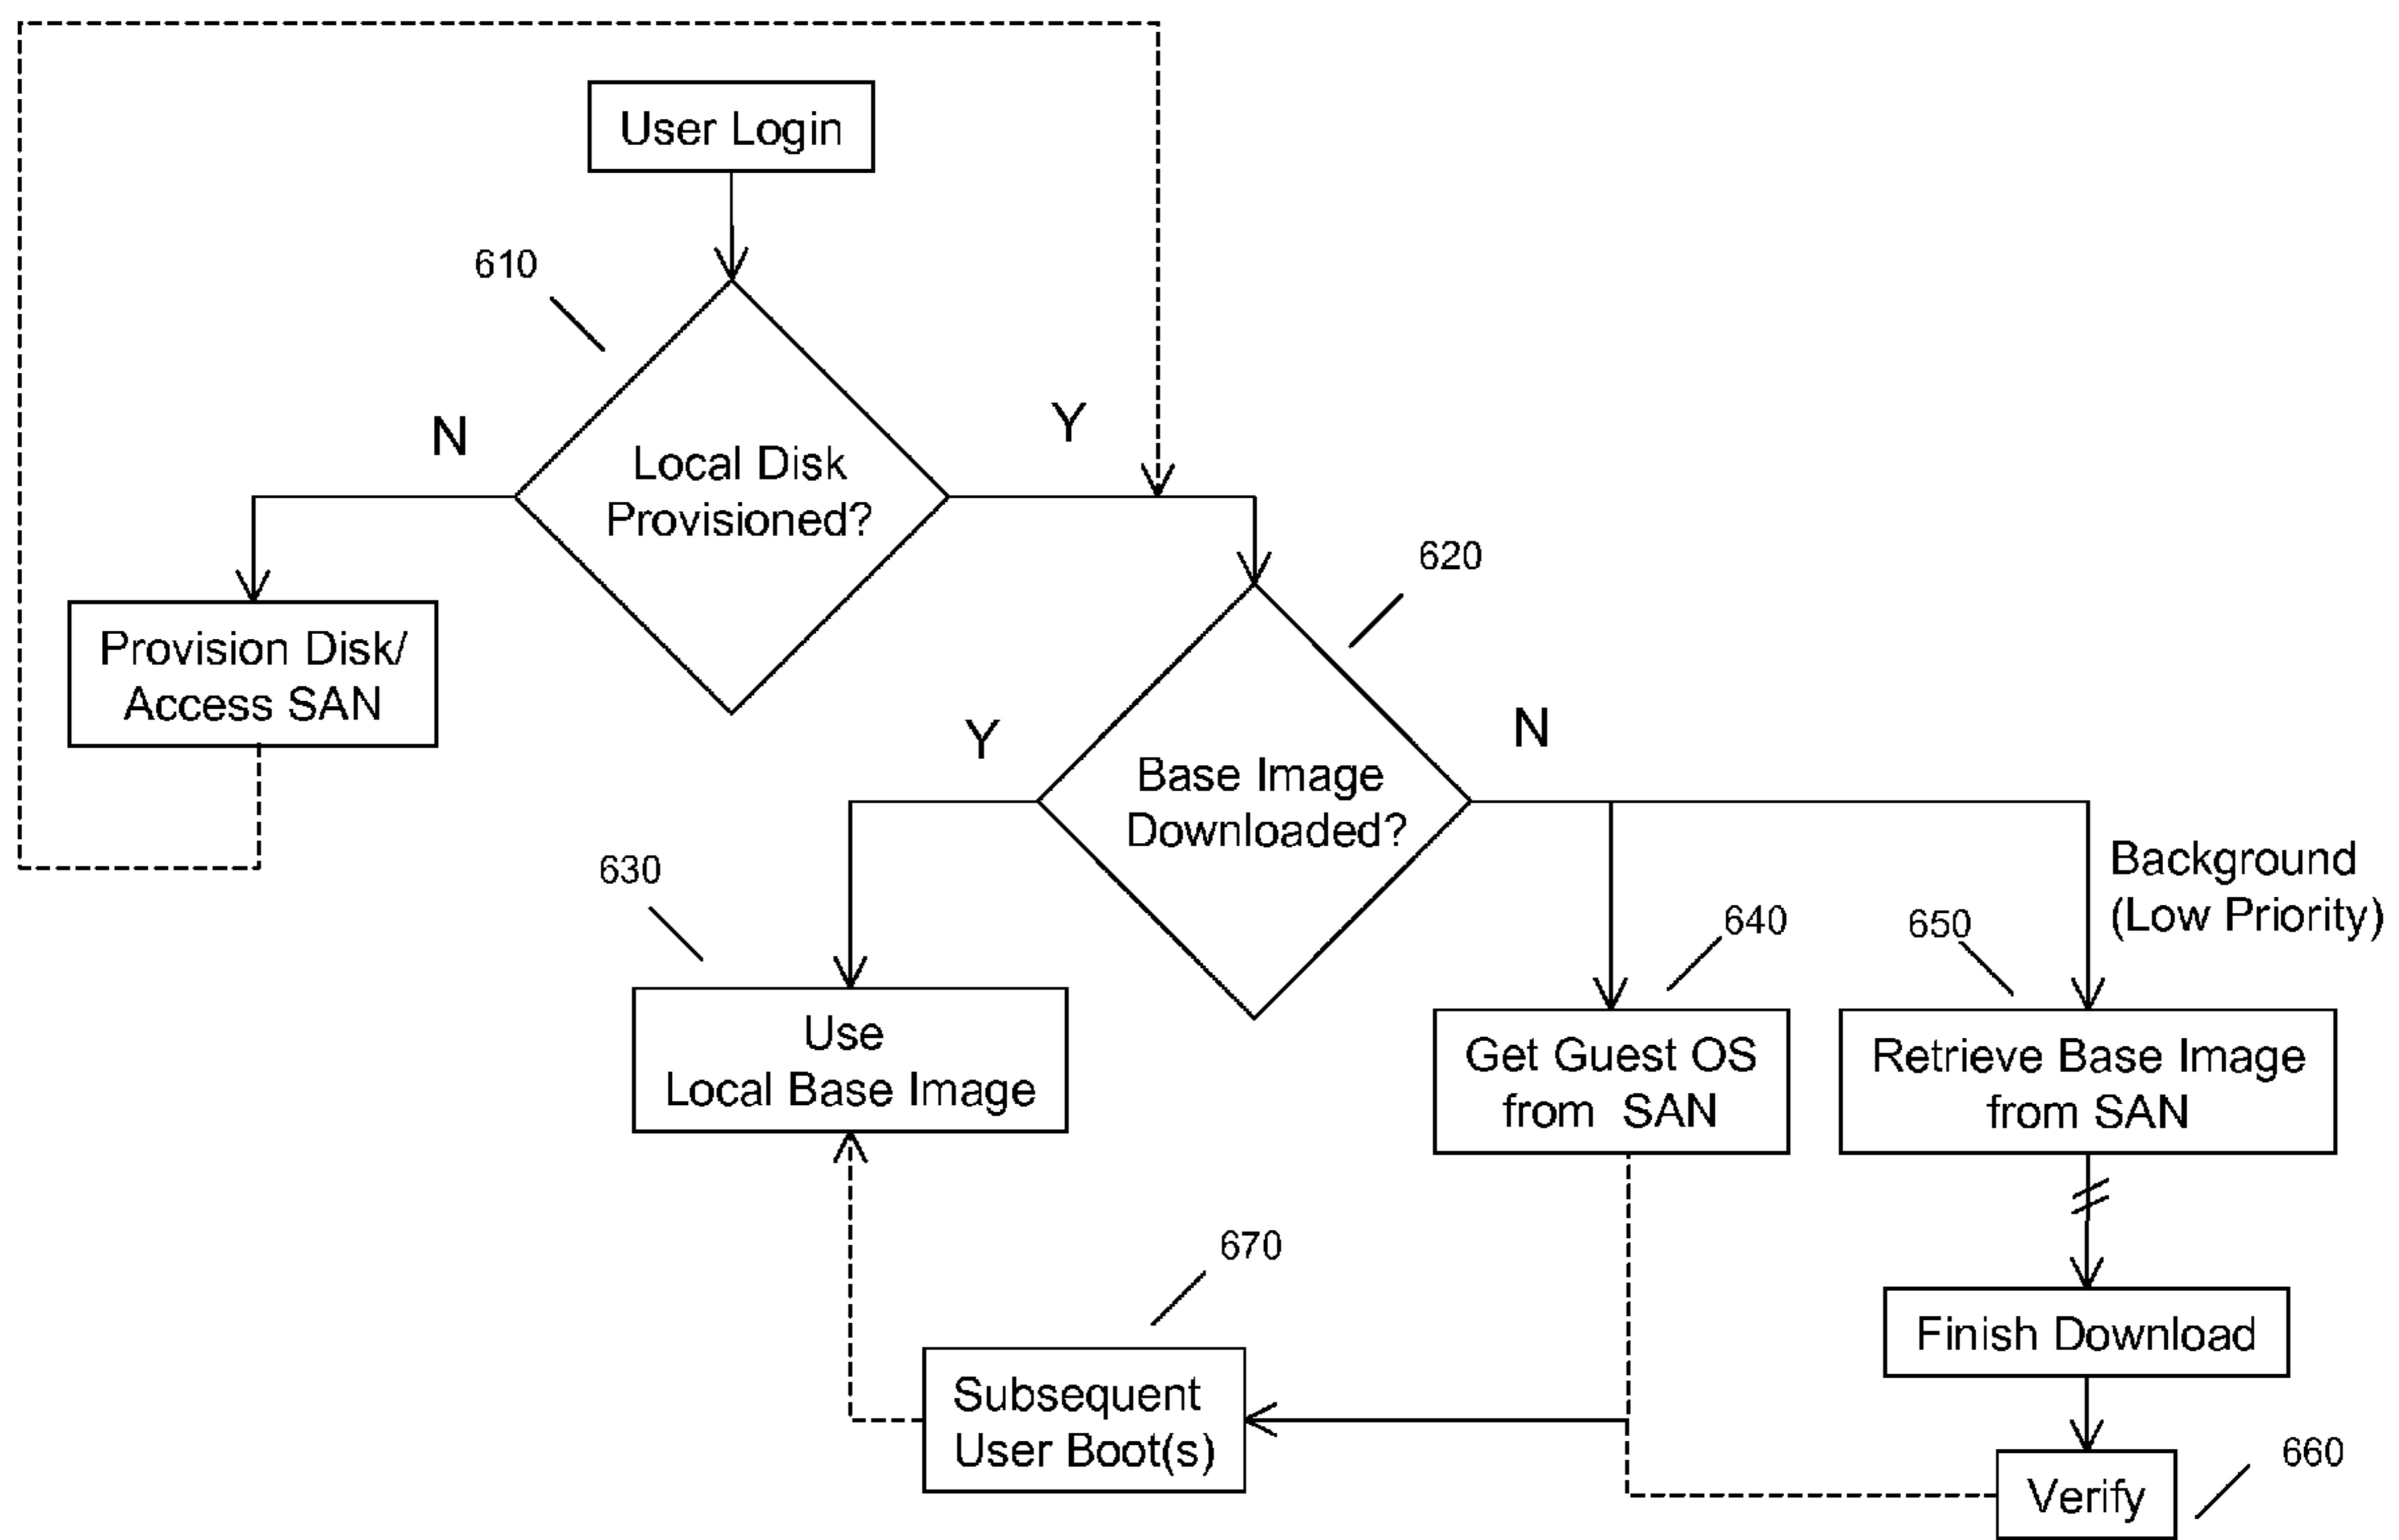 User Login
610
N
Y
Local Disk
Provisioned?
620
Provision Disk/
Access SAN
Y
N
Base Image
Downloaded?
Background
(Low Priority)
630
640
650
Use
Local Base Image
Get Guest OS
from SAN
Retrieve Base Image
from SAN
670
Finish Download
Subsequent
User Boot(s)
660
Verify